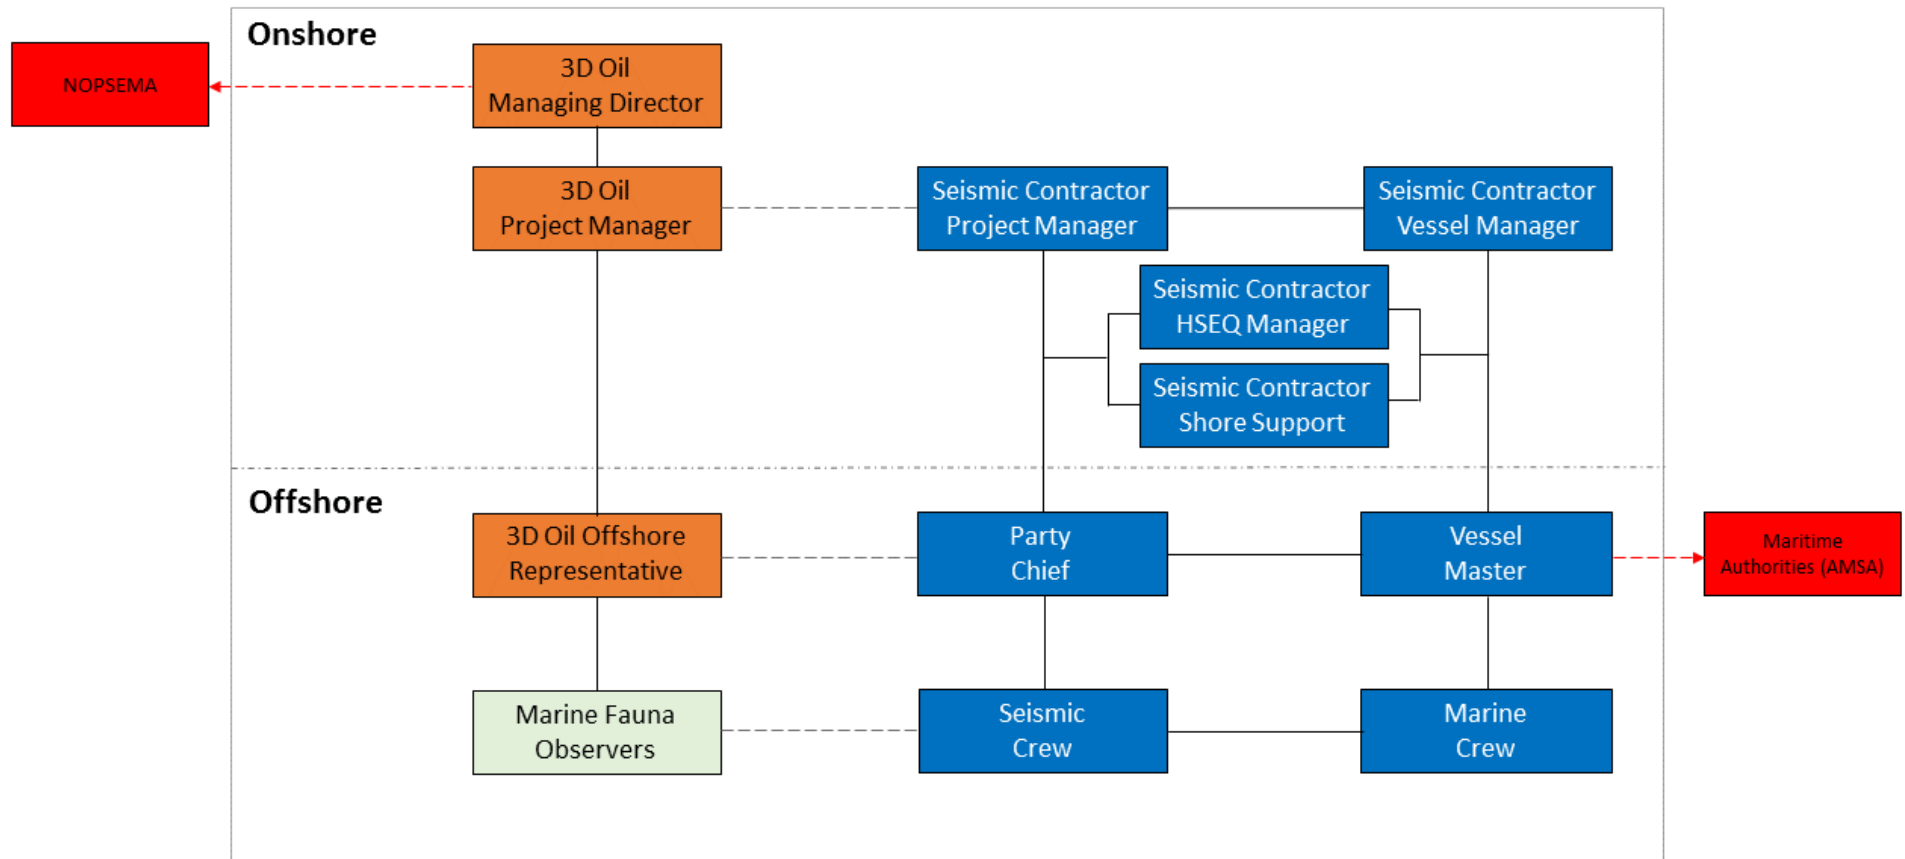 Onshore
NOPSEMA
3D Oil
Managing Director
3D Oil
Project Manager
Seismic Contractor
Project Manager
Seismic Contractor
Vessel Manager
Seismic Contractor
HSEQ Manager
Seismic Contractor
Shore Support
Offshore
3D Oil Offshore
Representative
Party
Chief
Vessel
Master
Maritime
Authorities (AMSA)
Marine Fauna
Observers
Seismic
Crew
Marine
Crew